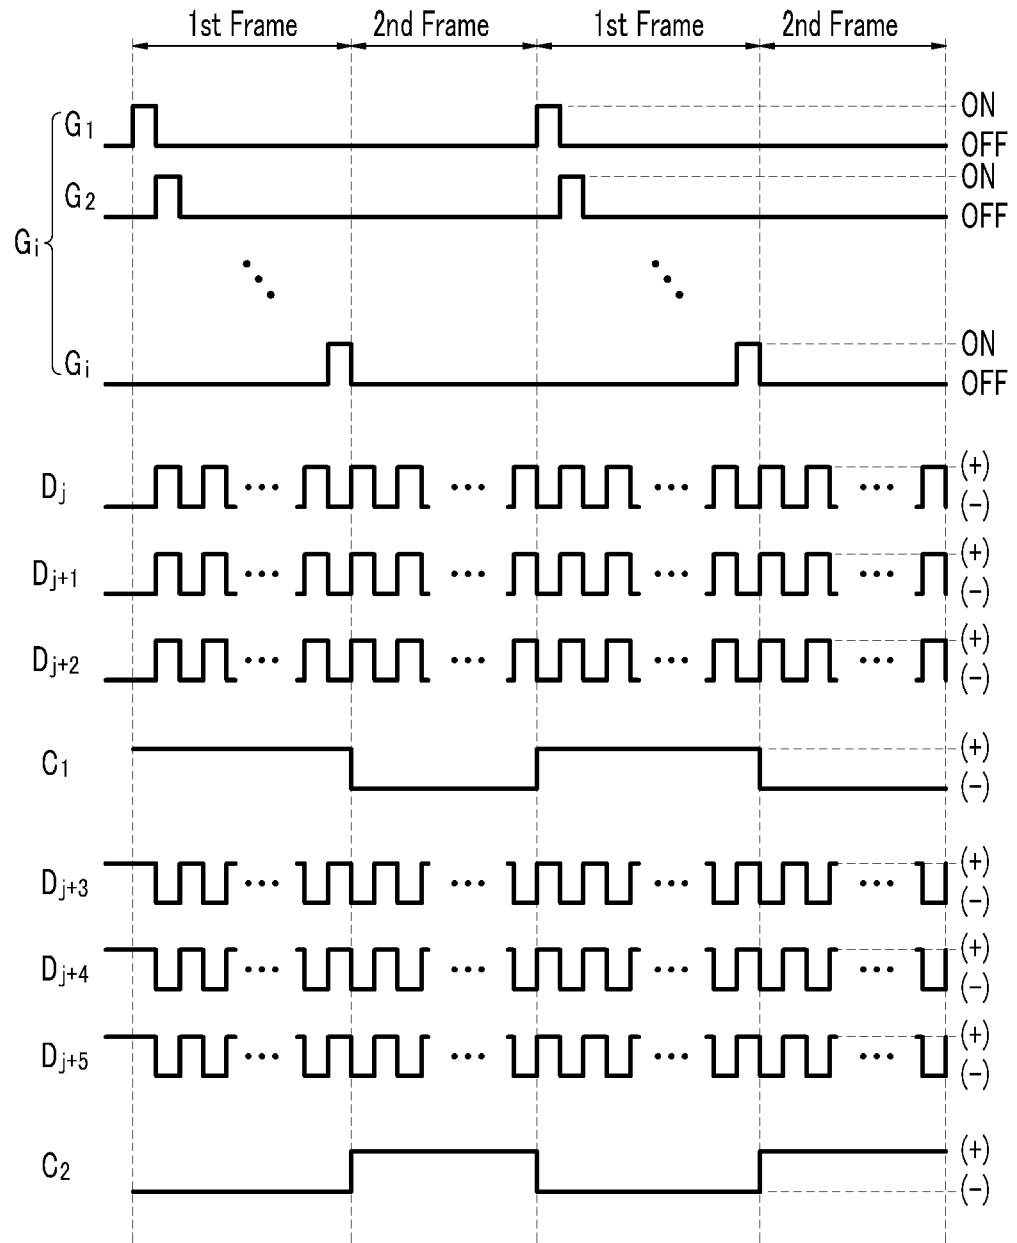 1st Frame 2nd Frame 1st Frame 2nd Frame
G1 ON
OFF
G2 ON
OFF
Gi
Gi ON
OFF
Dj (+)
(-)
Dj+1 (+)
(-)
Dj+2 (+)
(-)
C1 (+)
(-)
Dj+3 (+)
(-)
Dj+4 (+)
(-)
Dj+5 (+)
(-)
C2 (+)
(-)